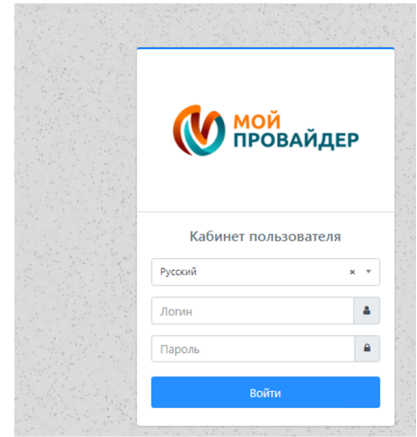 МОЙ
ПРОВАЙДЕР
Кабинет пользователя
Русский ×
Логин
Пароль
Войти